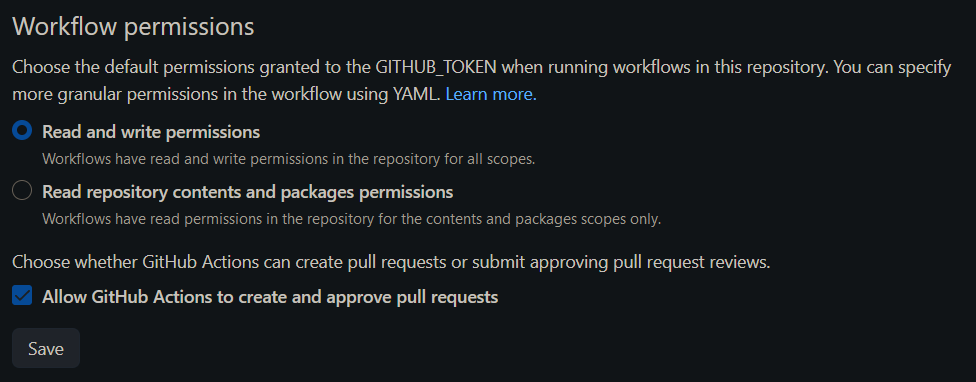 Workflow permissions
Choose the default permissions granted to the GITHUB_TOKEN when running workflows in this repository. You can specify
more granular permissions in the workflow using YAML. Learn more.
Read and write permissions
Workflows have read and write permissions in the repository for all scopes.
Read repository contents and packages permissions
Workflows have read permissions in the repository for the contents and packages scopes only.
Choose whether GitHub Actions can create pull requests or submit approving pull request reviews.
Allow GitHub Actions to create and approve pull requests
Save